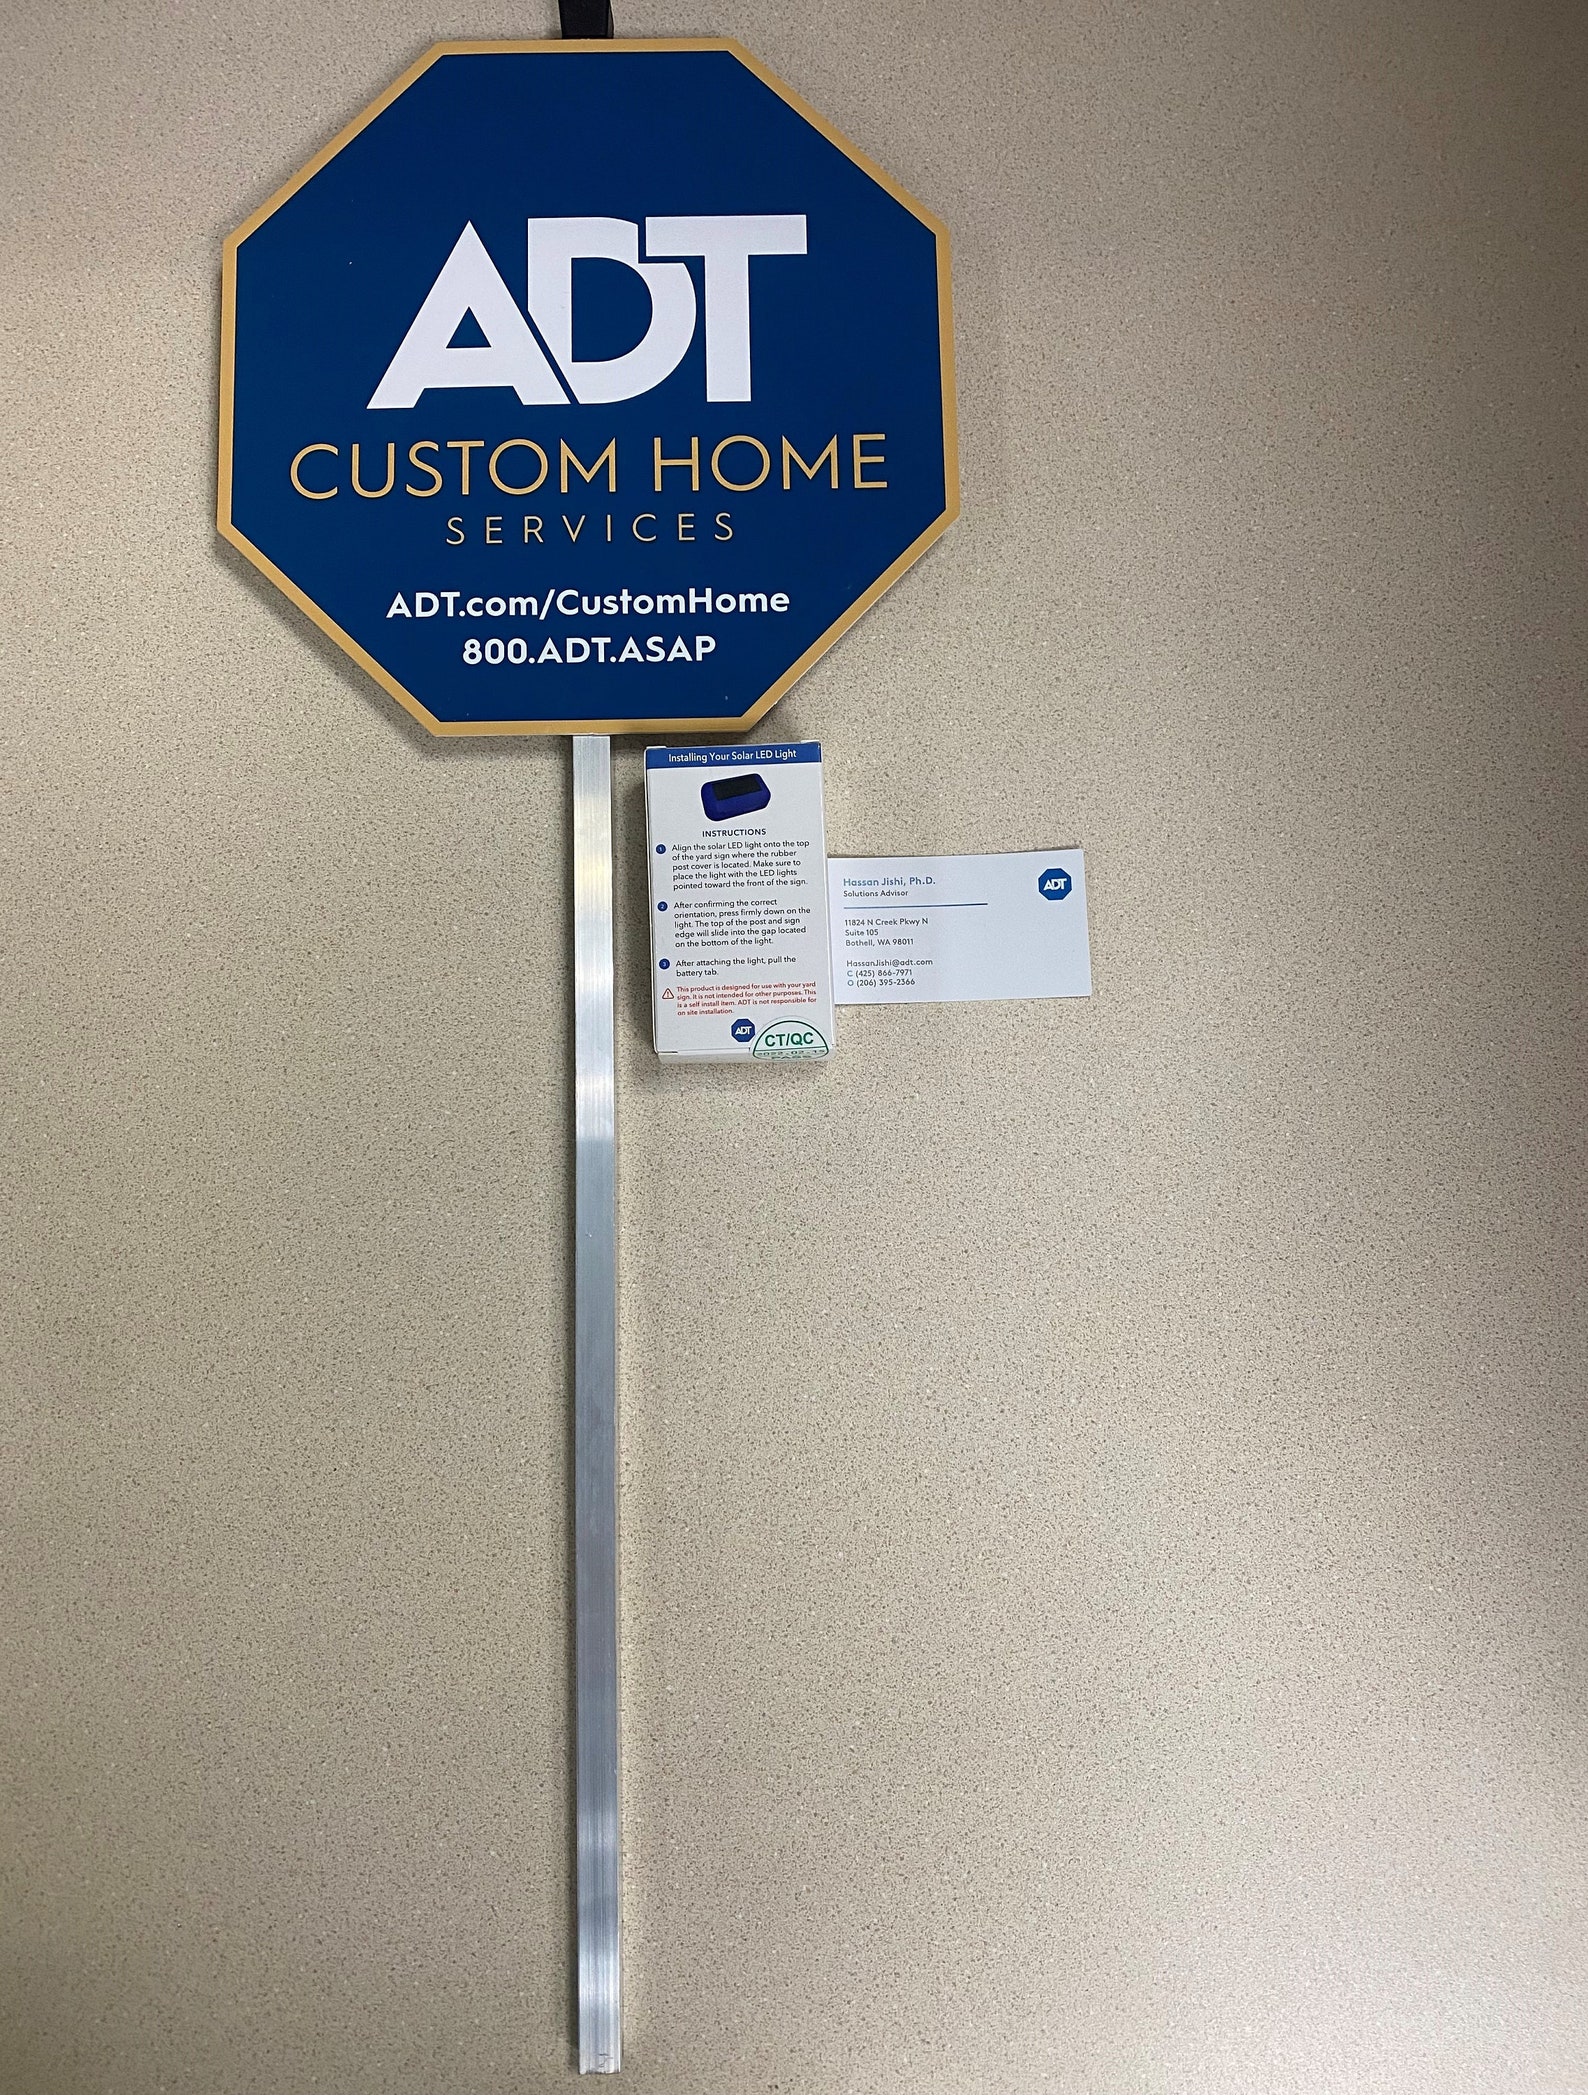 ADT
CUSTOM HOME
SERVICES
ADT.com/CustomHome
800.ADT.ASAP
Installing Your Solar LED Light
INSTRUCTIONS
1 Align the solar LED light onto the top
of the yard sign where the rubber
post cover is located. Make sure to
place the light with the LED lights
pointed toward the front of the sign.
2 After confirming the correct
orientation, press firmly down on the
light. The top of the post and sign
edge will slide into the gap located
on the bottom of the light.
3 After attaching the light, pull the
battery tab.
This product is designed for use with your yard
sign. It is not intended for other purposes. This
is a self install item. ADT is not responsible for
on site installation.
ADT
CT/QC
PASS
Hassan Jishi, Ph.D.
Solutions Advisor
ADT
11824 N Creek Pkwy N
Suite 105
Bothell, WA 98011
HassanJishi@adt.com
C (425) 866-7971
O (206) 395-2366